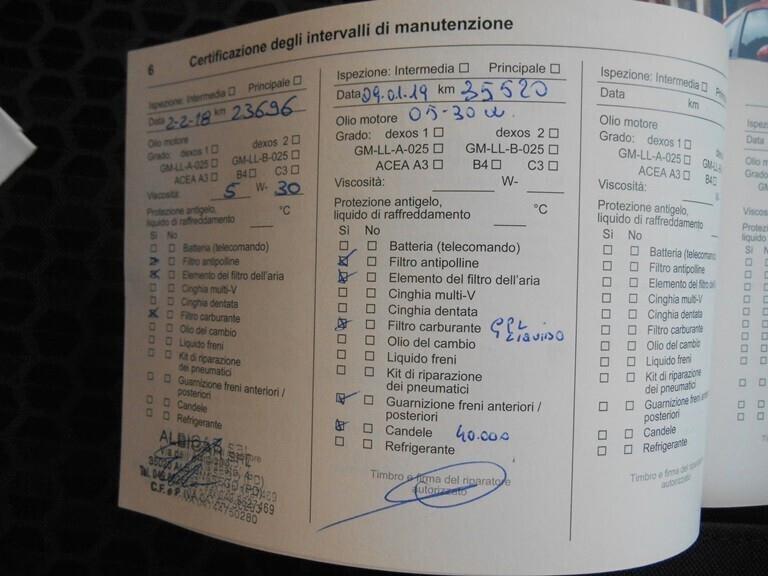 6 Certificazione degli intervalli di manutenzione
Ispezione: Intermedia Principale
Data 2-2-18 km 23696
Olio motore
Grado: dexos 1 dexos 2
GM-LL-A-025 GM-LL-B-025
ACEA A3 B4 C3
Viscosità: 5 W- 30
Protezione antigelo,
liquido di raffreddamento °C
Sì No
Batteria (telecomando)
Filtro antipolline
Elemento del filtro dell'aria
Cinghia multi-V
Cinghia dentata
Filtro carburante
Olio del cambio
Liquido freni
Kit di riparazione
dei pneumatici
Guarnizione freni anteriori /
posteriori
Candele
Refrigerante
ALBICAR SRL
Ispezione: Intermedia Principale
Data 09.01.19 km 35520
Olio motore 05-30 w.
Grado: dexos 1 dexos 2
GM-LL-A-025 GM-LL-B-025
ACEA A3 B4 C3
Viscosità: W-
Protezione antigelo,
liquido di raffreddamento °C
Sì No
Batteria (telecomando)
Filtro antipolline
Elemento del filtro dell'aria
Cinghia multi-V
Cinghia dentata
Filtro carburante GPL
LIQUIDO
Olio del cambio
Liquido freni
Kit di riparazione
dei pneumatici
Guarnizione freni anteriori /
posteriori
Candele 40.000
Refrigerante
Timbro e firma del riparatore
autorizzato
Ispezione: Intermedia
Data km
Olio motore
Grado: dexos 1
GM-LL-A-025
ACEA A3 B4
Viscosità:
Protezione antigelo,
liquido di raffreddamento
Sì No
Batteria (telecomando
Filtro antipolline
Elemento del filtro dell
Cinghia multi-V
Cinghia dentata
Filtro carburante
Olio del cambio
Liquido freni
Kit di riparazione
dei pneumatici
Guarnizione freni ant
posteriori
Candele
Refrigerante
Timbro e firma del
autorizzato